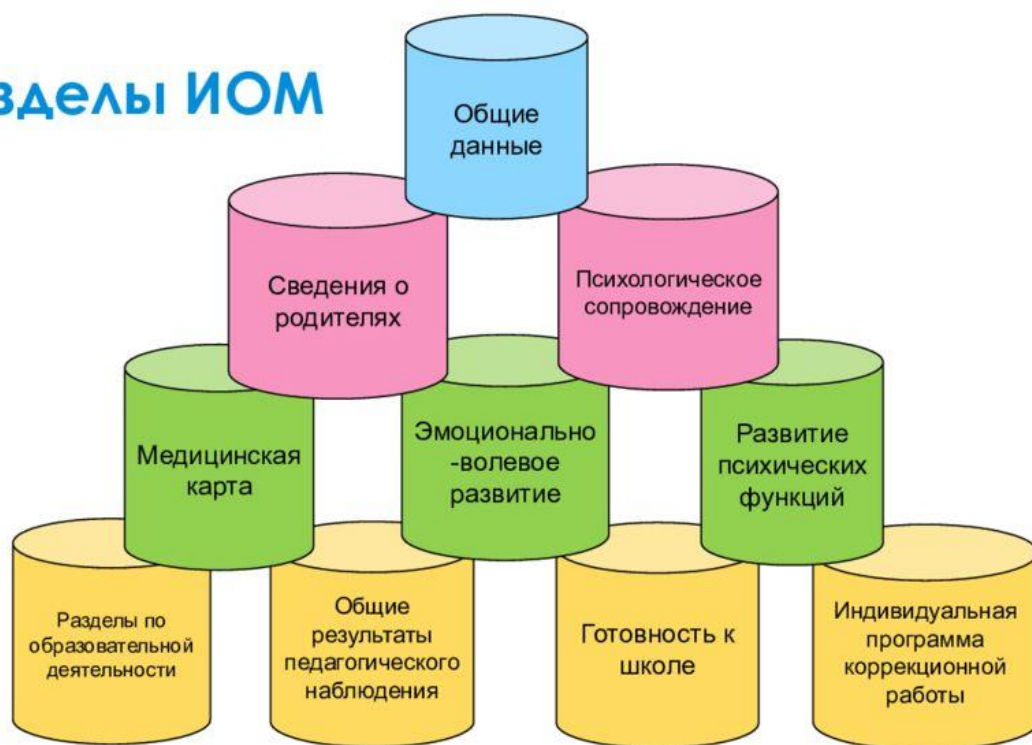 зделы ИОМ
Общие
данные
Сведения о
родителях
Психологическое
сопровождение
Медицинская
карта
Эмоционально
-волевое
развитие
Развитие
психических
функций
Разделы по
образовательной
деятельности
Общие
результаты
педагогического
наблюдения
Готовность к
школе
Индивидуальная
программа
коррекционной
работы